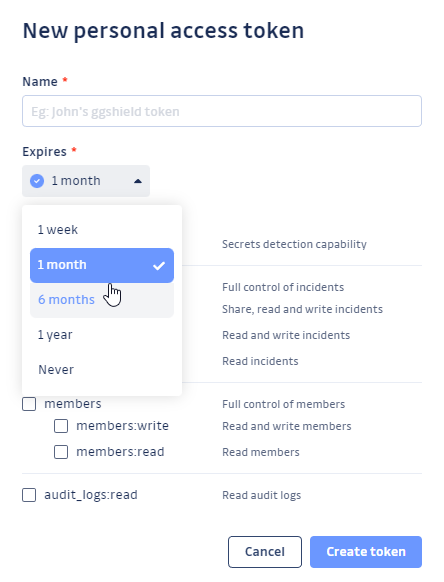 New personal access token
Name *
Eg: John's ggshield token
Expires *
1 month
1 week
1 month
6 months
1 year
Never
Secrets detection capability
Full control of incidents
Share, read and write incidents
Read and write incidents
Read incidents
members Full control of members
members:write Read and write members
members:read Read members
audit_logs:read Read audit logs
Cancel Create token